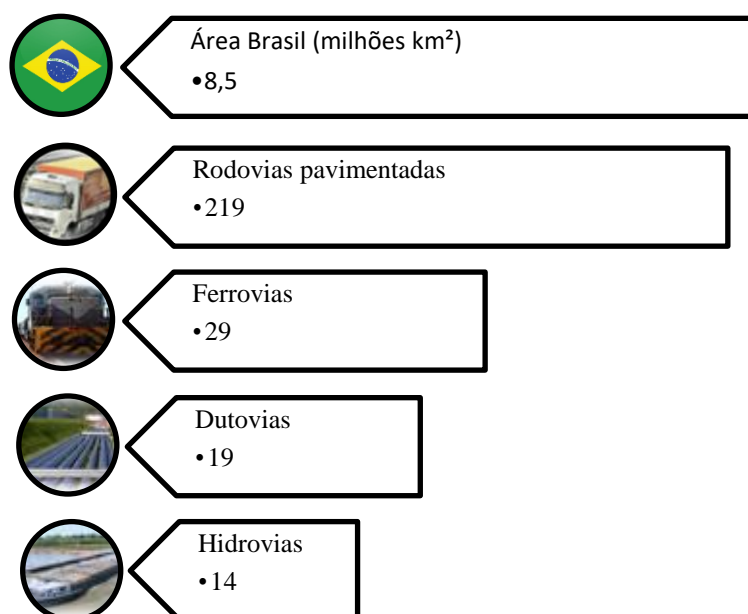 Área Brasil (milhões km²)
•8,5
Rodovias pavimentadas
•219
Ferrovias
•29
Dutovias
•19
Hidrovias
•14